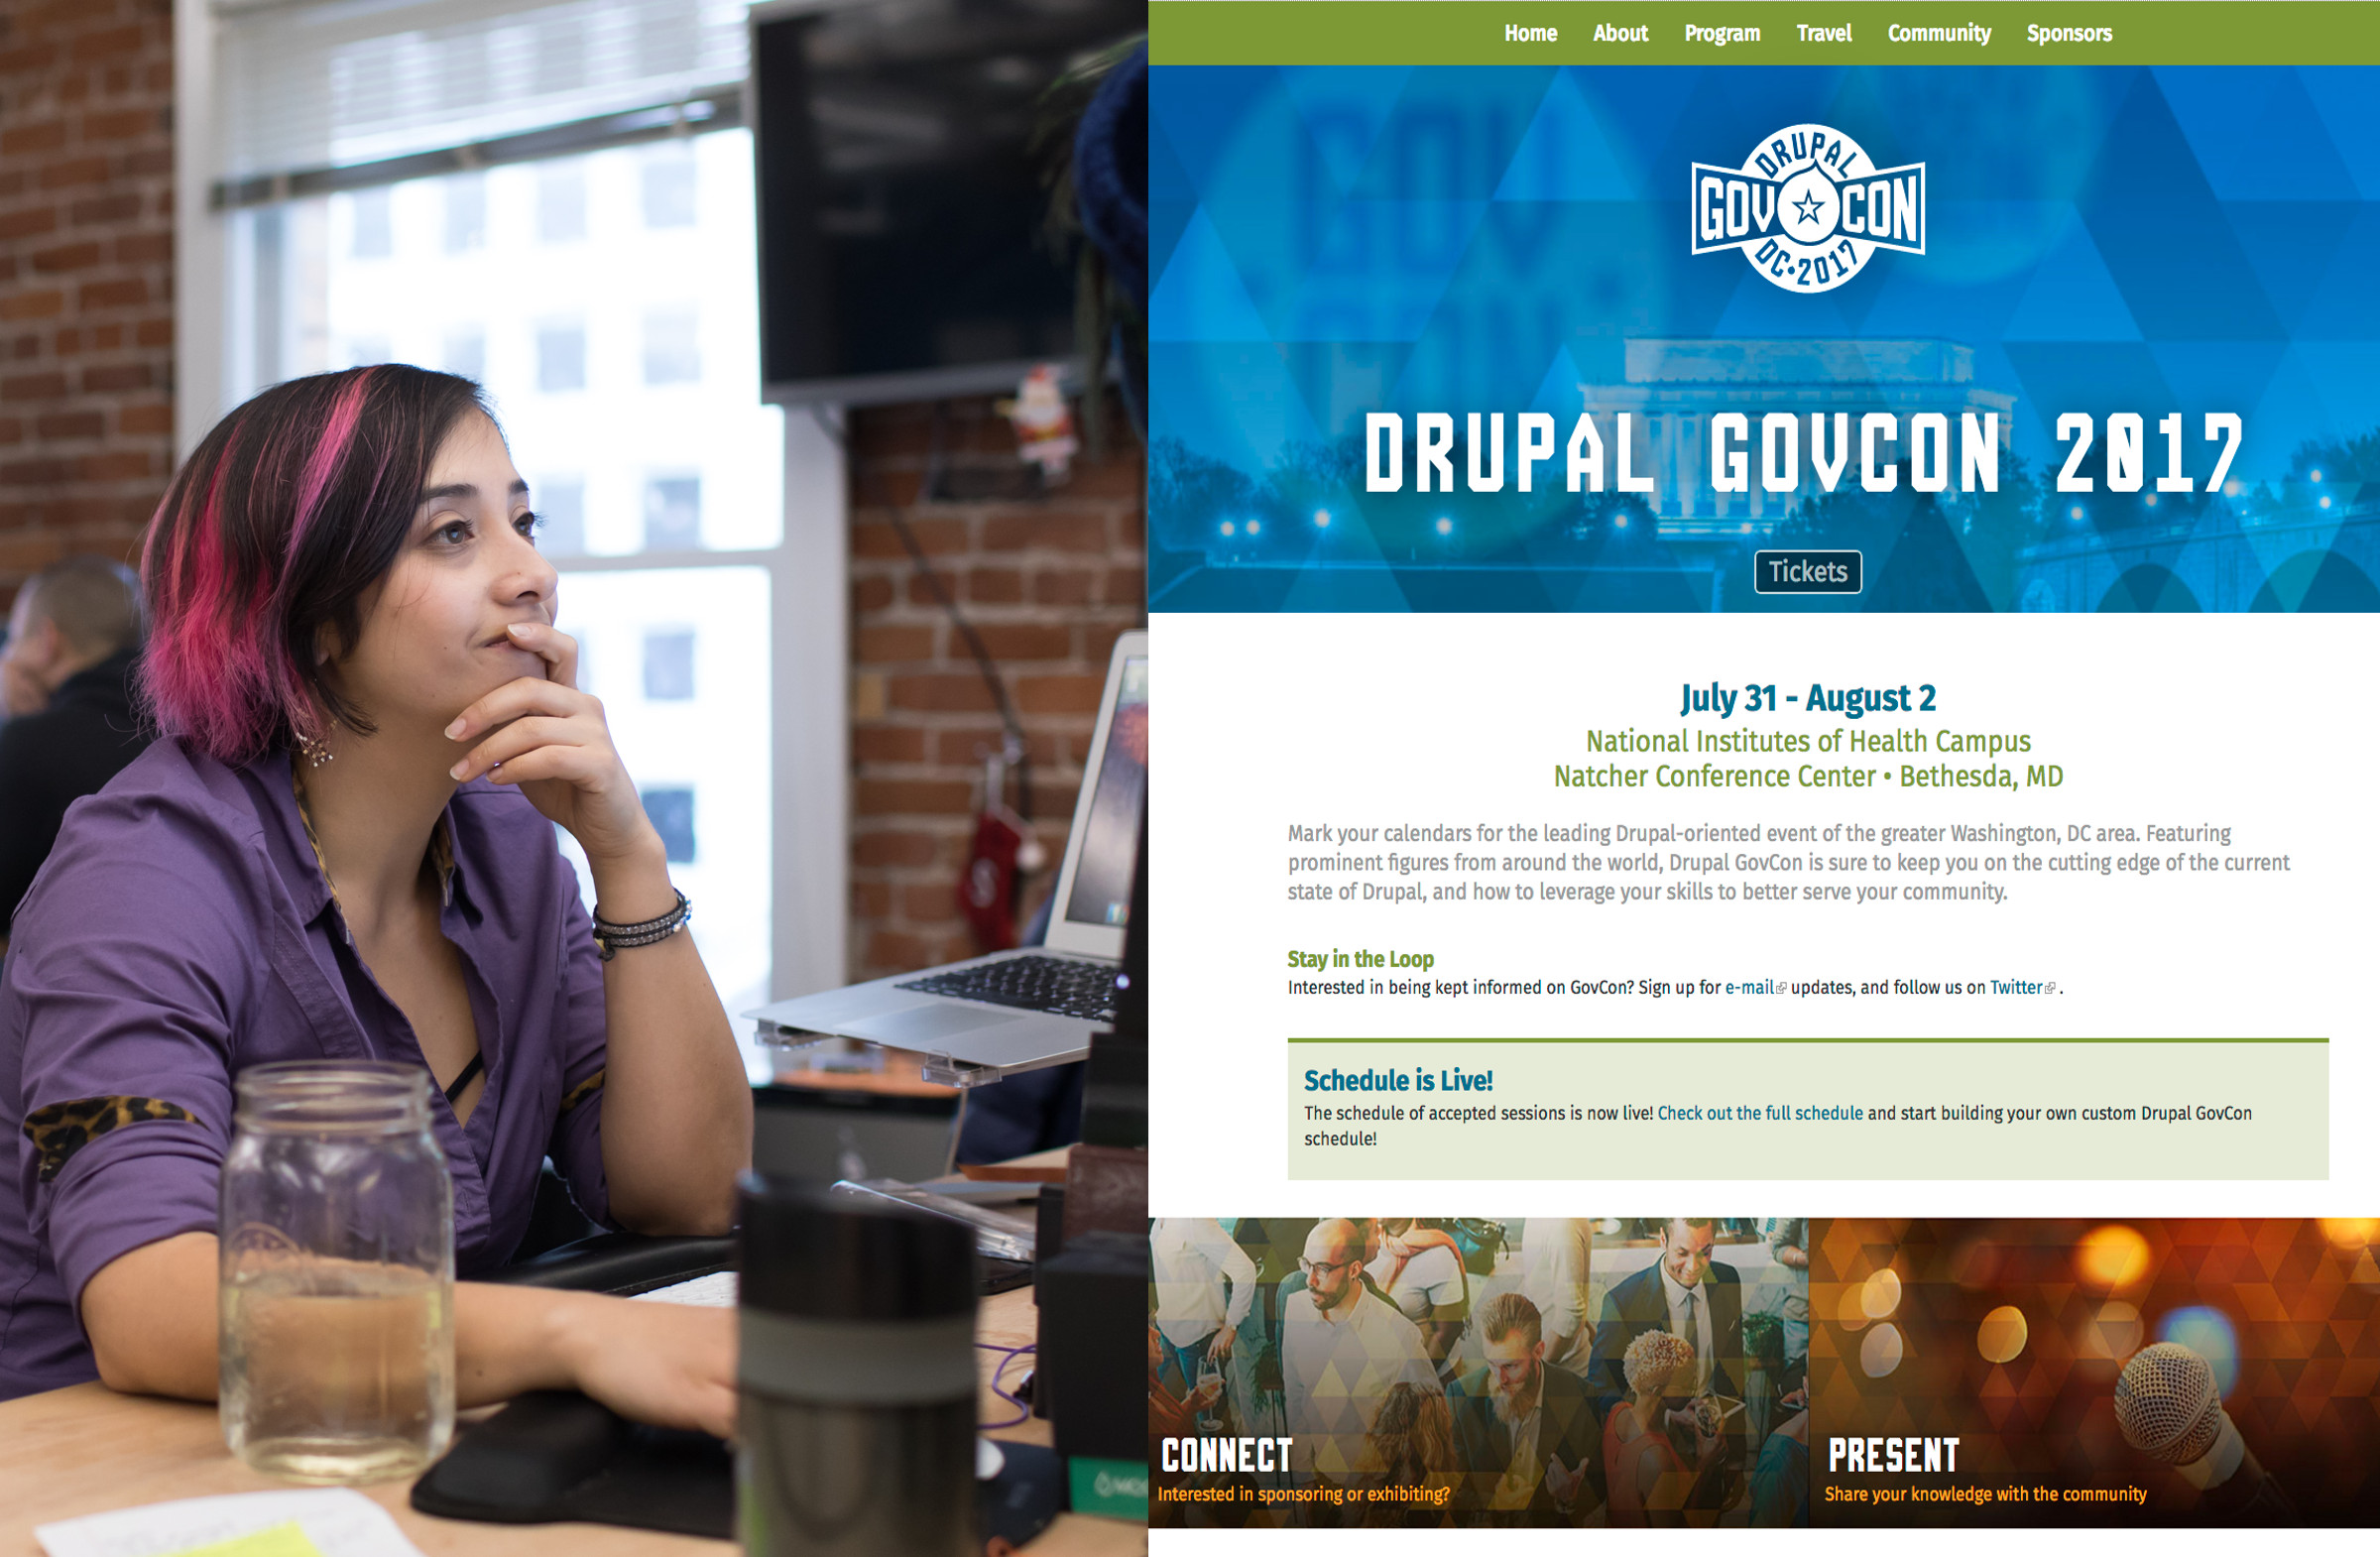 Home About Program Travel Community Sponsors
GOV
CON
DRUPAL
GOV CON
DC•2017
DRUPAL GOVCON 2017
Tickets
July 31 - August 2
National Institutes of Health Campus
Natcher Conference Center • Bethesda, MD
Mark your calendars for the leading Drupal-oriented event of the greater Washington, DC area. Featuring
prominent figures from around the world, Drupal GovCon is sure to keep you on the cutting edge of the current
state of Drupal, and how to leverage your skills to better serve your community.
Stay in the Loop
Interested in being kept informed on GovCon? Sign up for e-mail updates, and follow us on Twitter .
Schedule is Live!
The schedule of accepted sessions is now live! Check out the full schedule and start building your own custom Drupal GovCon
schedule!
CONNECT
Interested in sponsoring or exhibiting?
PRESENT
Share your knowledge with the community